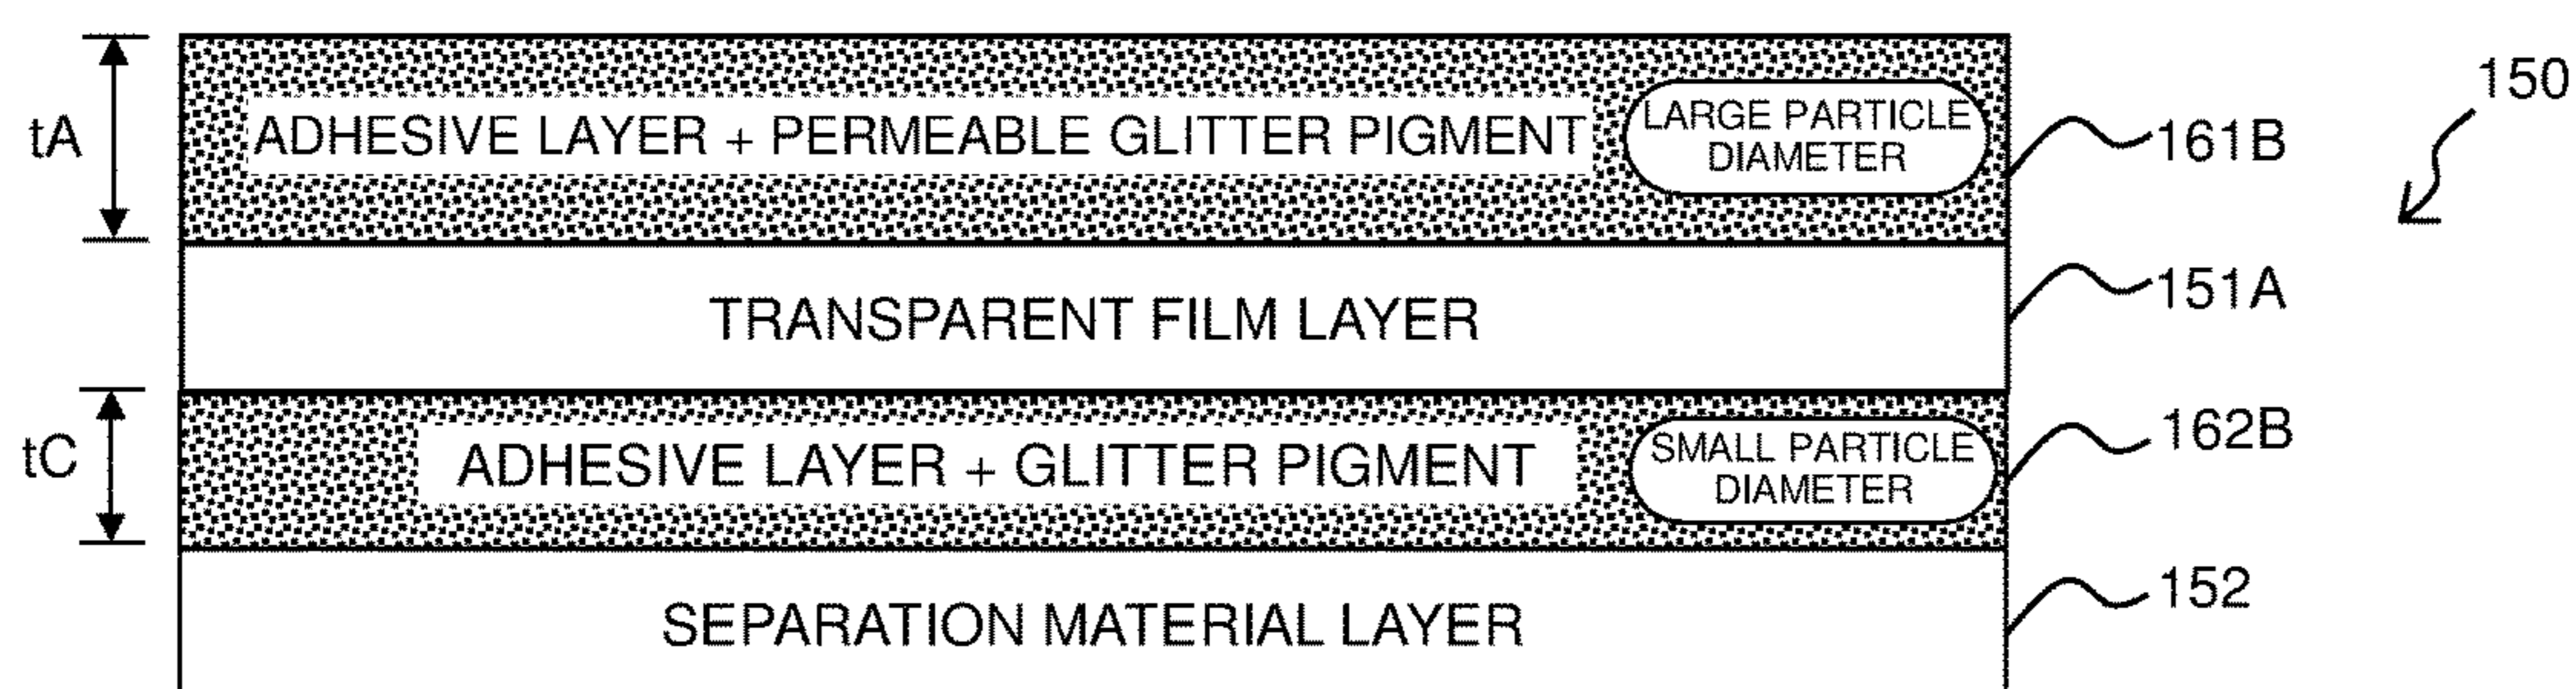 150
tA
ADHESIVE LAYER + PERMEABLE GLITTER PIGMENT
LARGE PARTICLE
DIAMETER
161B
TRANSPARENT FILM LAYER
151A
tC
ADHESIVE LAYER + GLITTER PIGMENT
SMALL PARTICLE
DIAMETER
162B
SEPARATION MATERIAL LAYER
152